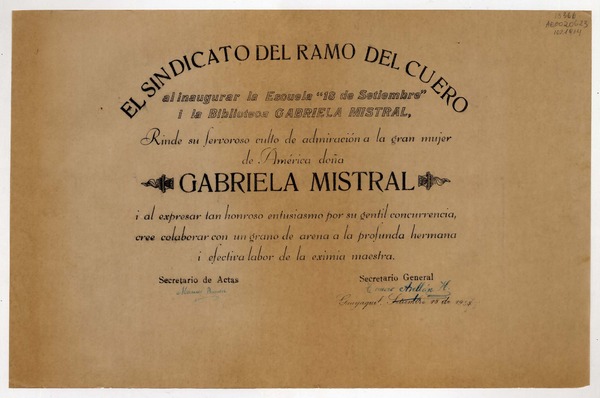 EL SINDICATO DEL RAMO DEL CUERO
al inaugurar la Escuela "18 de Setiembre"
i la Biblioteca GABRIELA MISTRAL,
Rinde su fervoroso culto de admiración a la gran mujer
de América doña
GABRIELA MISTRAL
i al expresar tan honroso entusiasmo por su gentil concurrencia,
cree colaborar con un grano de arena a la profunda hermana
i efectiva labor de la eximia maestra.
Secretario de Actas
Secretario General
Guayaquil, Setiembre 18 de